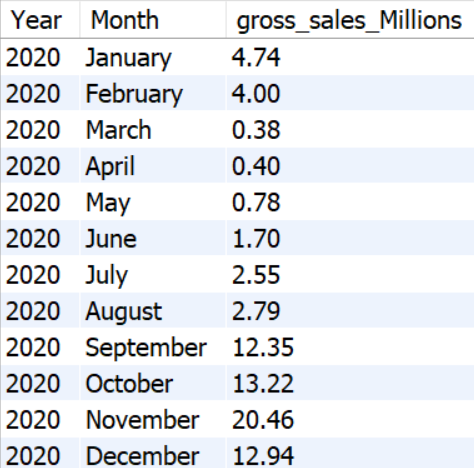 Year Month gross_sales_Millions
2020 January 4.74
2020 February 4.00
2020 March 0.38
2020 April 0.40
2020 May 0.78
2020 June 1.70
2020 July 2.55
2020 August 2.79
2020 September 12.35
2020 October 13.22
2020 November 20.46
2020 December 12.94